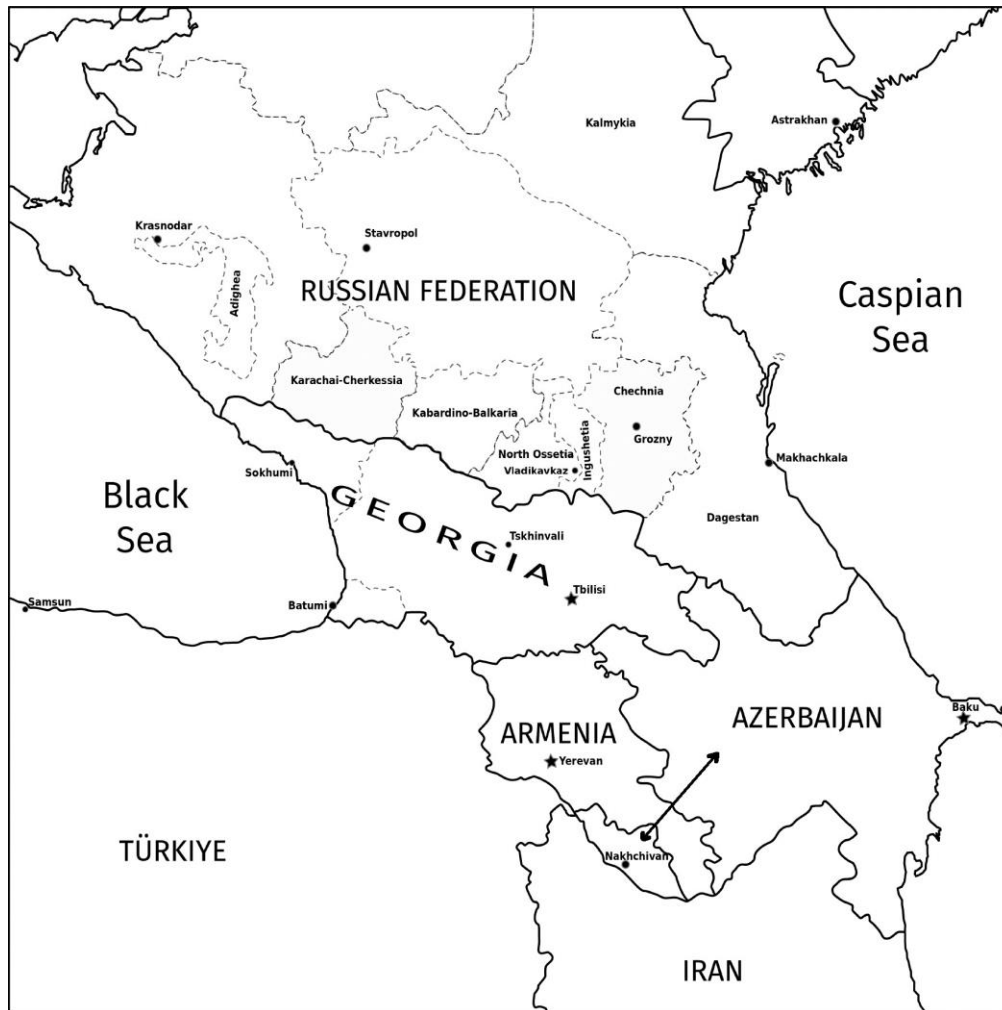 Kalmykia
Astrakhan
Krasnodar
Stavropol
Adighea
RUSSIAN FEDERATION
Caspian
Sea
Karachai-Cherkessia
Kabardino-Balkaria
Chechnia
Grozny
North Ossetia
Vladikavkaz
Ingushetia
Makhachkala
Sokhumi
Black
Sea
GEORGIA
Dagestan
Tskhinvali
Tbilisi
Samsun
Batumi
AZERBAIJAN
Baku
ARMENIA
Yerevan
TÜRKIYE
Nakhchivan
IRAN